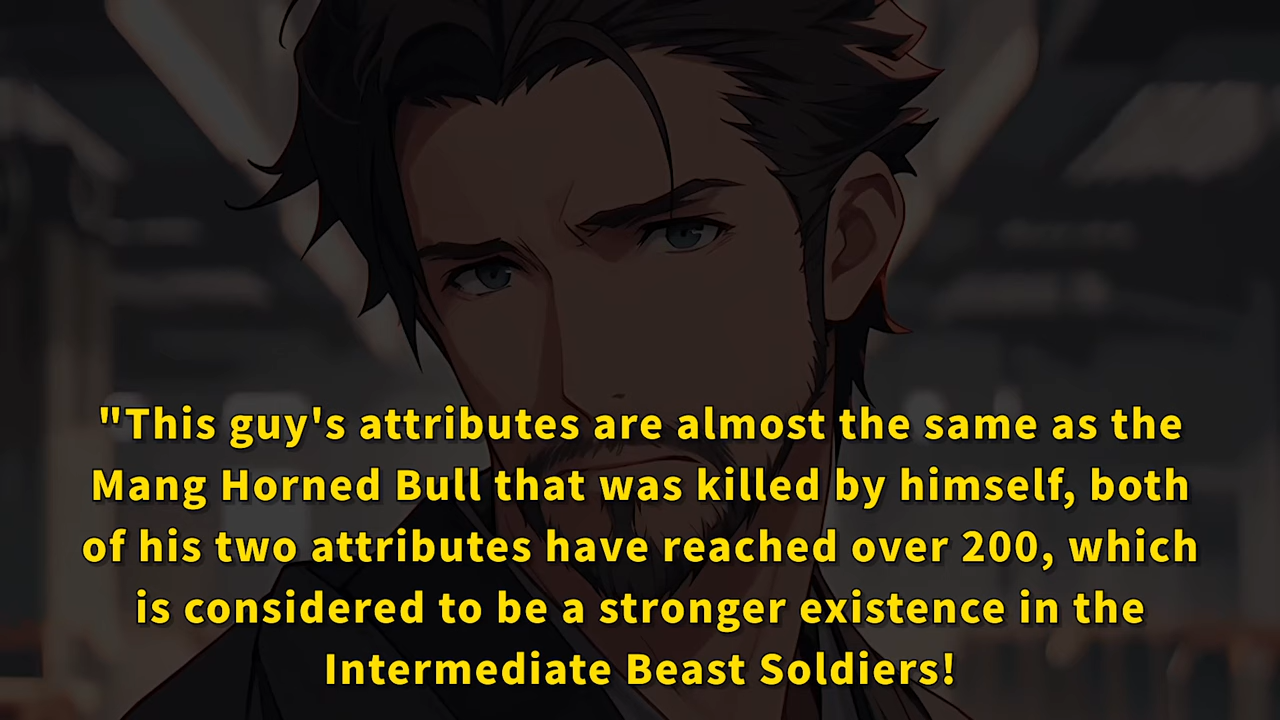 "This guy's attributes are almost the same as the
Mang Horned Bull that was killed by himself, both
of his two attributes have reached over 200, which
is considered to be a stronger existence in the
Intermediate Beast Soldiers!